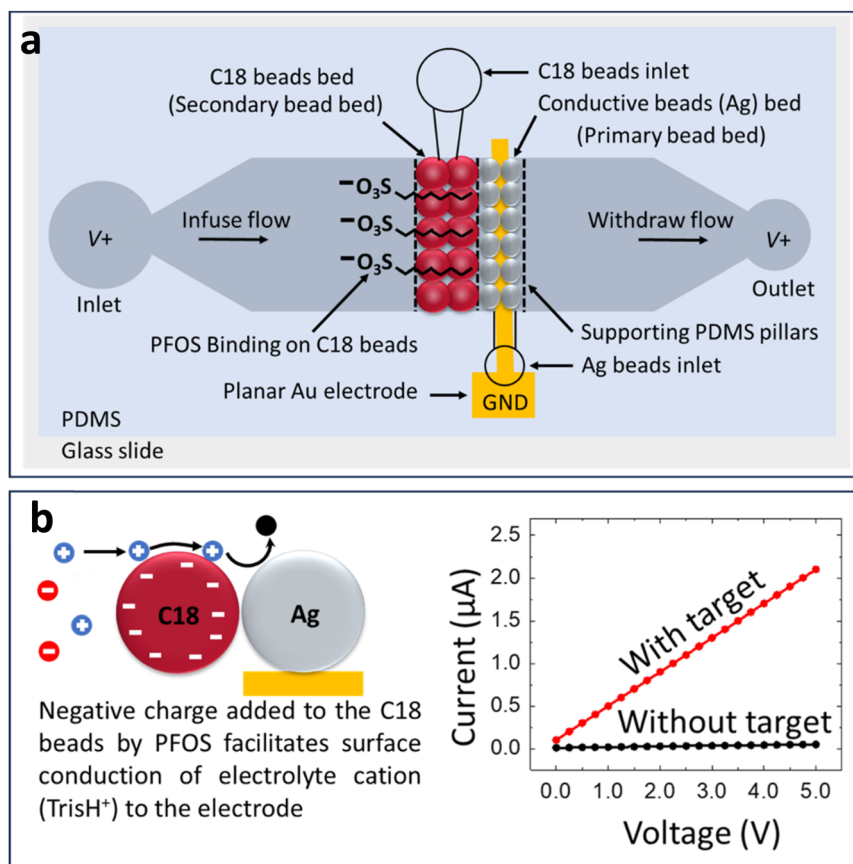 a
C18 beads bed
(Secondary bead bed)
C18 beads inlet
Conductive beads (Ag) bed
(Primary bead bed)
−O₃S
−O₃S
−O₃S
Infuse flow
Withdraw flow
V+
Inlet
V+
Outlet
PFOS Binding on C18 beads
Supporting PDMS pillars
Ag beads inlet
Planar Au electrode
GND
PDMS
Glass slide
b
C18
Ag
Negative charge added to the C18
beads by PFOS facilitates surface
conduction of electrolyte cation
(TrisH⁺) to the electrode
Current (μA)
2.5
2.0
1.5
1.0
0.5
0.0
With target
Without target
0.0 1.0 2.0 3.0 4.0 5.0
Voltage (V)